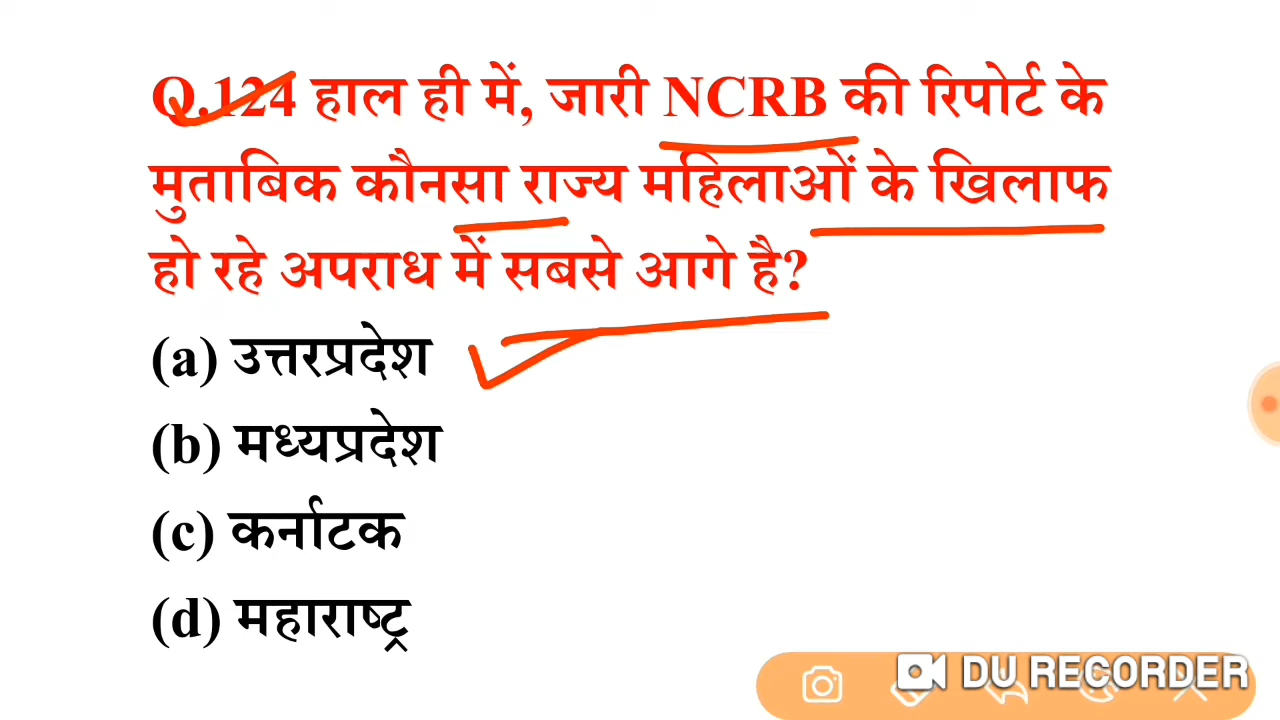 Q.124 हाल ही में, जारी NCRB की रिपोर्ट के
मुताबिक कौनसा राज्य महिलाओं के खिलाफ
हो रहे अपराध में सबसे आगे है?
(a) उत्तरप्रदेश
(b) मध्यप्रदेश
(c) कर्नाटक
(d) महाराष्ट्र
DU RECORDER